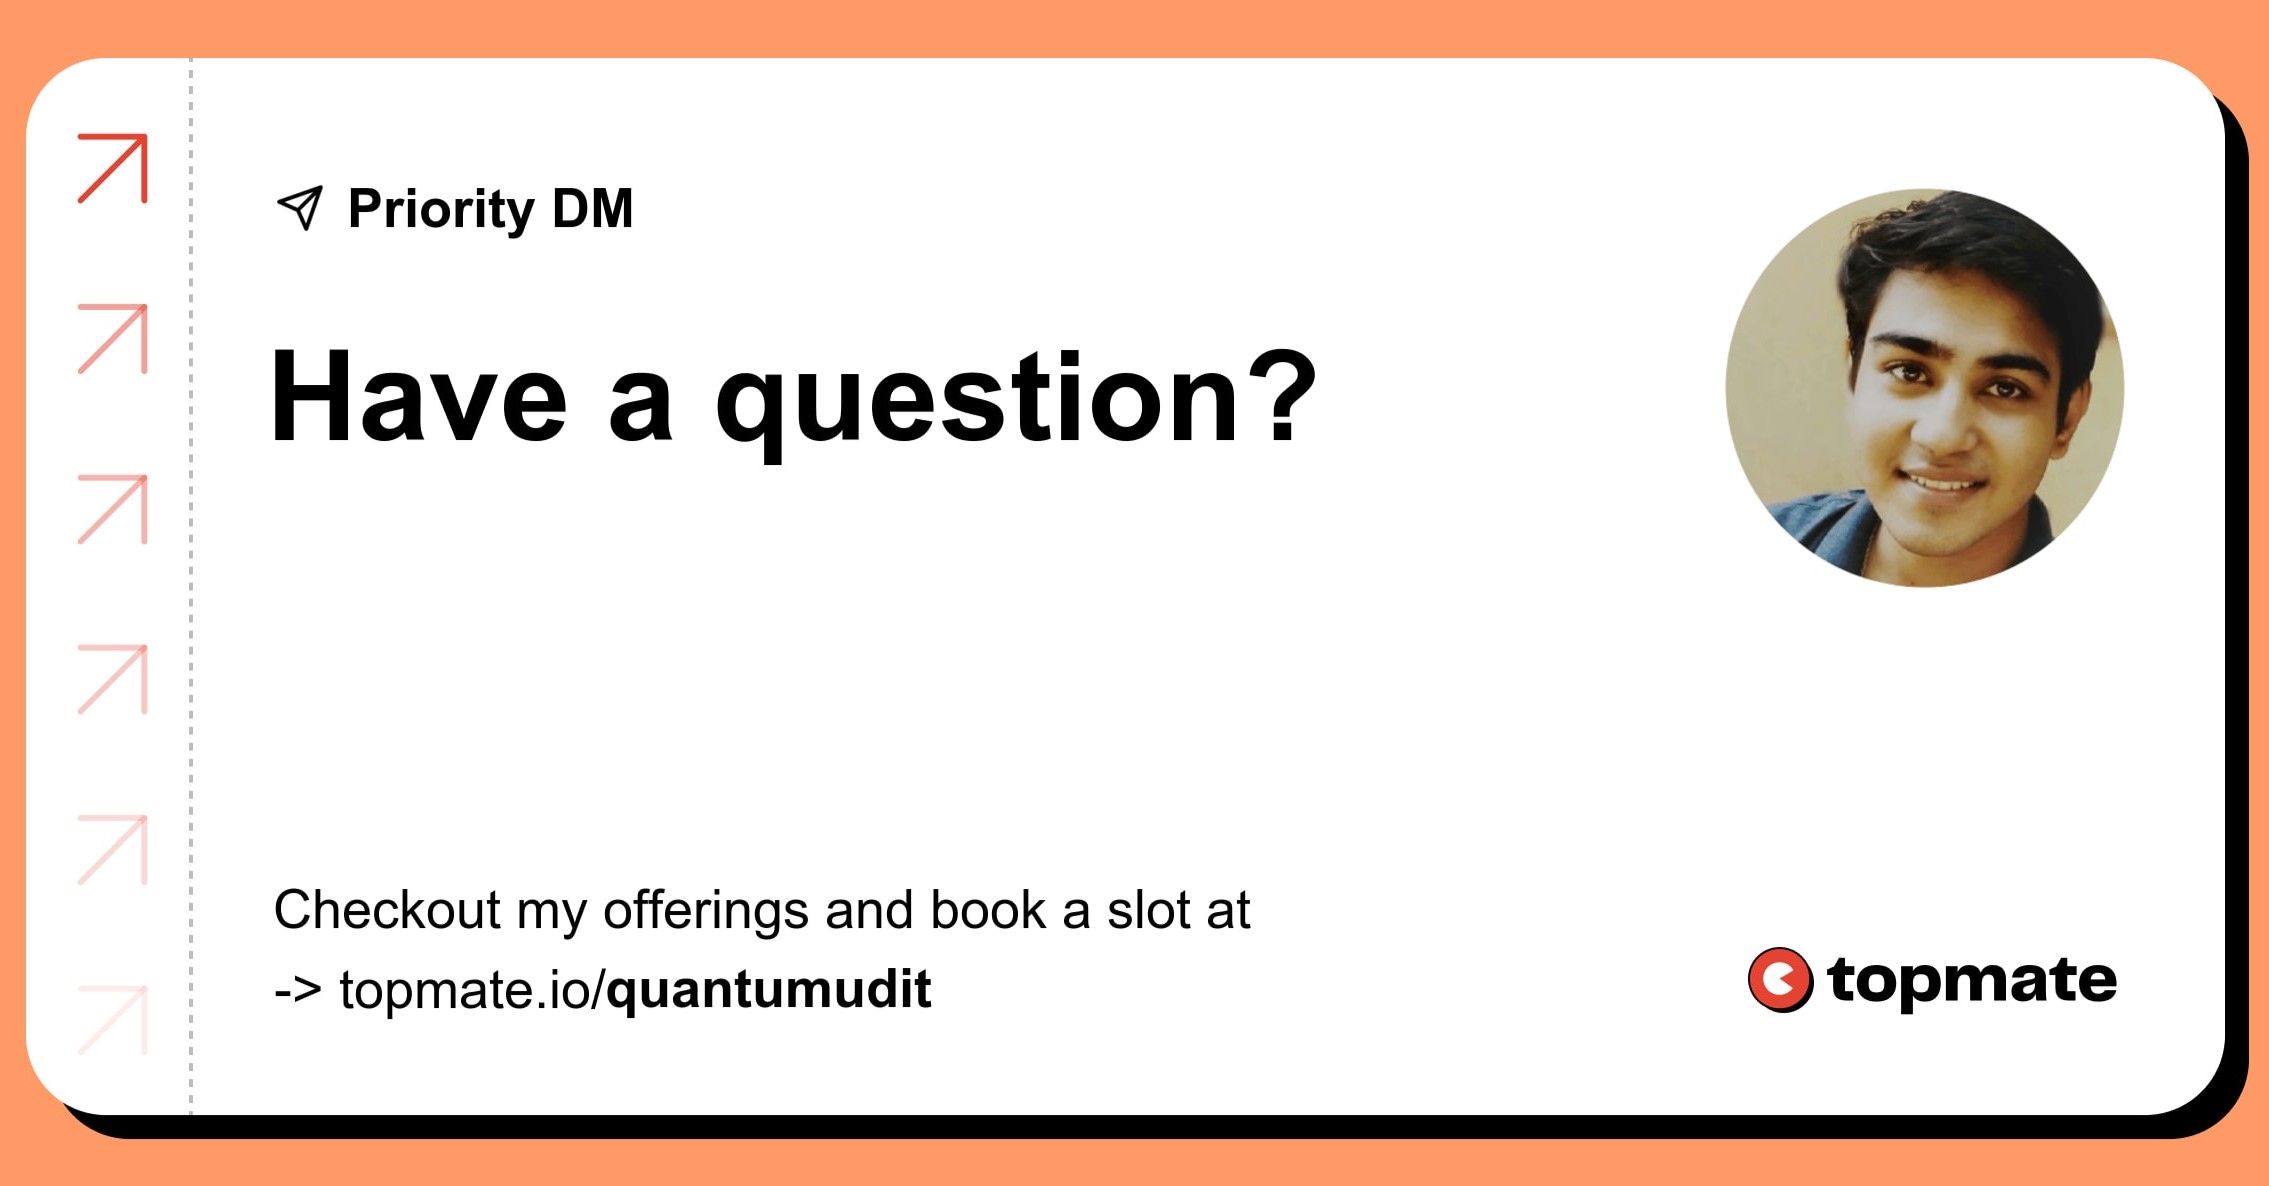 Priority DM
Have a question?
Checkout my offerings and book a slot at
-> topmate.io/quantumudit
topmate